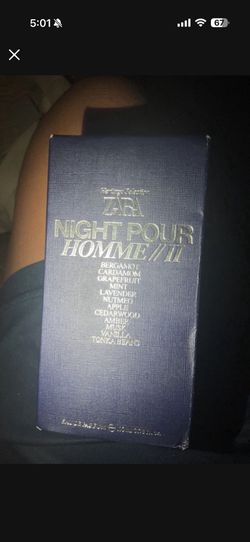 5:01
67
ZARA
NIGHT POUR
HOMME // II
BERGAMOT
CARDAMOM
GRAPEFRUIT
MINT
LAVENDER
NUTMEG
APPLE
CEDARWOOD
AMBER
MUSK
VANILLA
TONKA BEANS